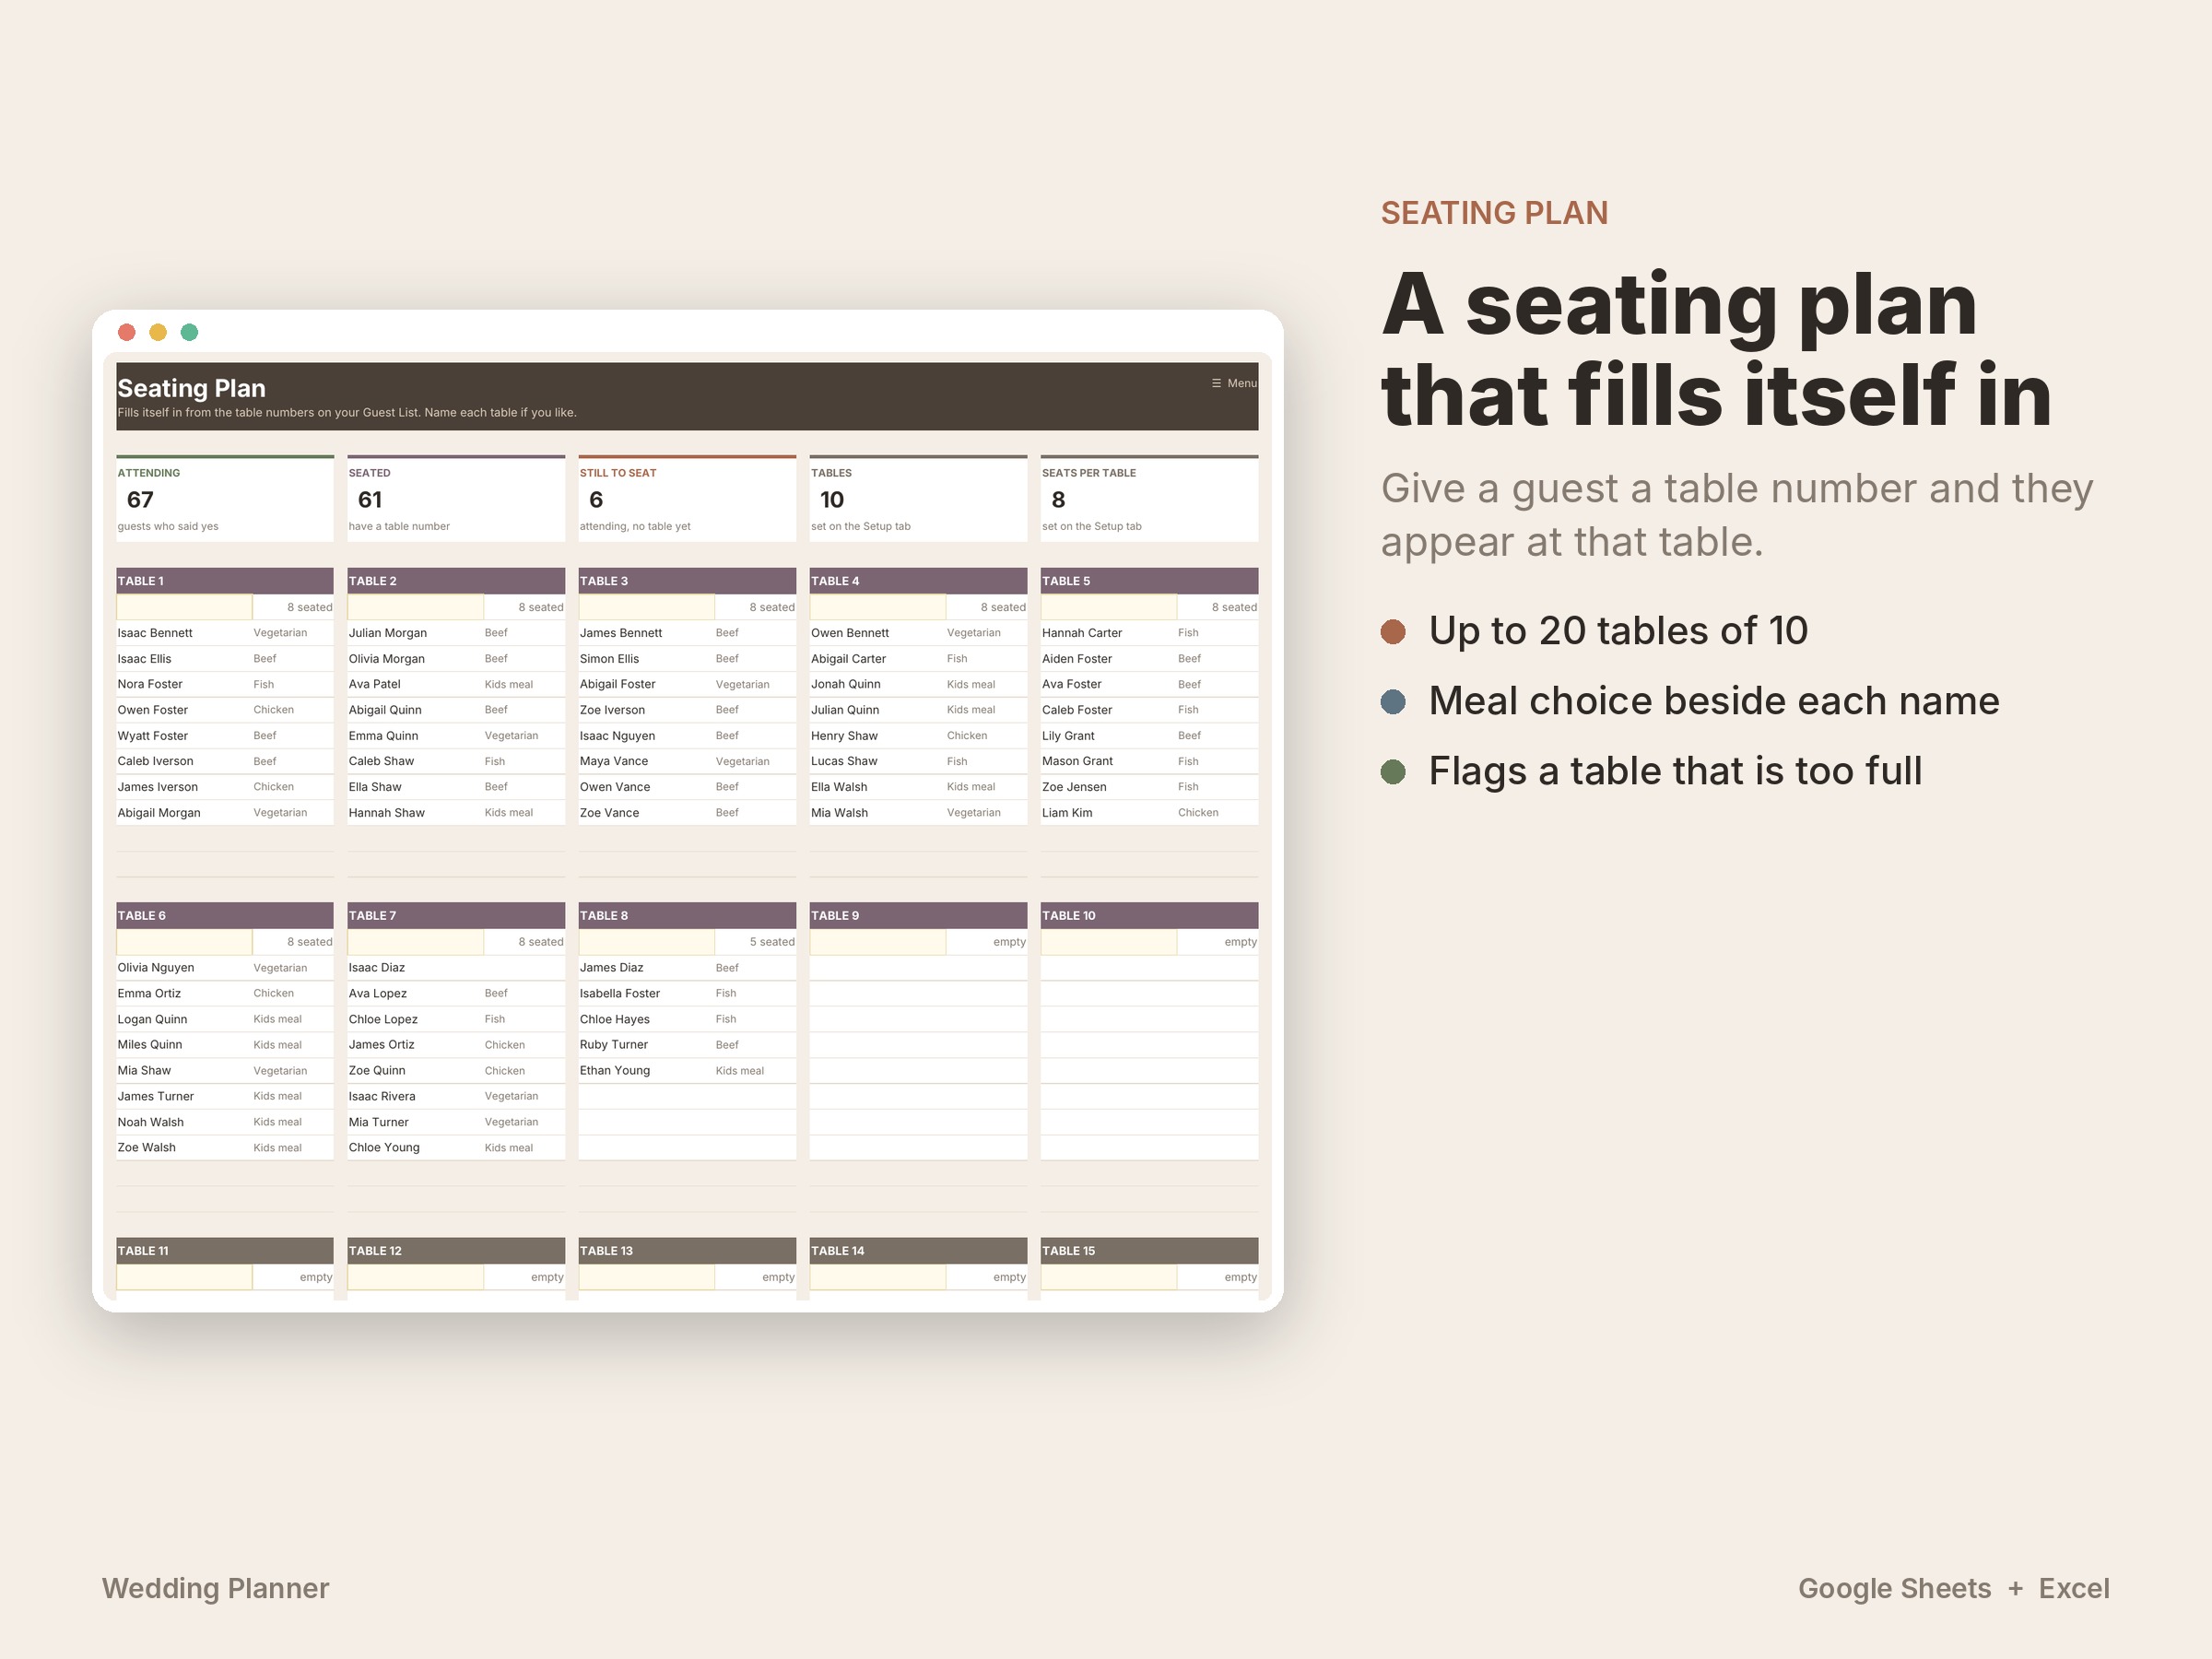 Seating Plan
☰ Menu
Fills itself in from the table numbers on your Guest List. Name each table if you like.
ATTENDING
67
guests who said yes
SEATED
61
have a table number
STILL TO SEAT
6
attending, no table yet
TABLES
10
set on the Setup tab
SEATS PER TABLE
8
set on the Setup tab
TABLE 1
8 seated
Isaac Bennett Vegetarian
Isaac Ellis Beef
Nora Foster Fish
Owen Foster Chicken
Wyatt Foster Beef
Caleb Iverson Beef
James Iverson Chicken
Abigail Morgan Vegetarian
TABLE 2
8 seated
Julian Morgan Beef
Olivia Morgan Beef
Ava Patel Kids meal
Abigail Quinn Beef
Emma Quinn Vegetarian
Caleb Shaw Fish
Ella Shaw Beef
Hannah Shaw Kids meal
TABLE 3
8 seated
James Bennett Beef
Simon Ellis Beef
Abigail Foster Vegetarian
Zoe Iverson Beef
Isaac Nguyen Beef
Maya Vance Vegetarian
Owen Vance Beef
Zoe Vance Beef
TABLE 4
8 seated
Owen Bennett Vegetarian
Abigail Carter Fish
Jonah Quinn Kids meal
Julian Quinn Kids meal
Henry Shaw Chicken
Lucas Shaw Fish
Ella Walsh Kids meal
Mia Walsh Vegetarian
TABLE 5
8 seated
Hannah Carter Fish
Aiden Foster Beef
Ava Foster Beef
Caleb Foster Fish
Lily Grant Beef
Mason Grant Fish
Zoe Jensen Fish
Liam Kim Chicken
TABLE 6
8 seated
Olivia Nguyen Vegetarian
Emma Ortiz Chicken
Logan Quinn Kids meal
Miles Quinn Kids meal
Mia Shaw Vegetarian
James Turner Kids meal
Noah Walsh Kids meal
Zoe Walsh Kids meal
TABLE 7
8 seated
Isaac Diaz
Ava Lopez Beef
Chloe Lopez Fish
James Ortiz Chicken
Zoe Quinn Chicken
Isaac Rivera Vegetarian
Mia Turner Vegetarian
Chloe Young Kids meal
TABLE 8
5 seated
James Diaz Beef
Isabella Foster Fish
Chloe Hayes Fish
Ruby Turner Beef
Ethan Young Kids meal
TABLE 9
empty
TABLE 10
empty
TABLE 11
empty
TABLE 12
empty
TABLE 13
empty
TABLE 14
empty
TABLE 15
empty
SEATING PLAN
A seating plan
that fills itself in
Give a guest a table number and they
appear at that table.
Up to 20 tables of 10
Meal choice beside each name
Flags a table that is too full
Wedding Planner
Google Sheets + Excel